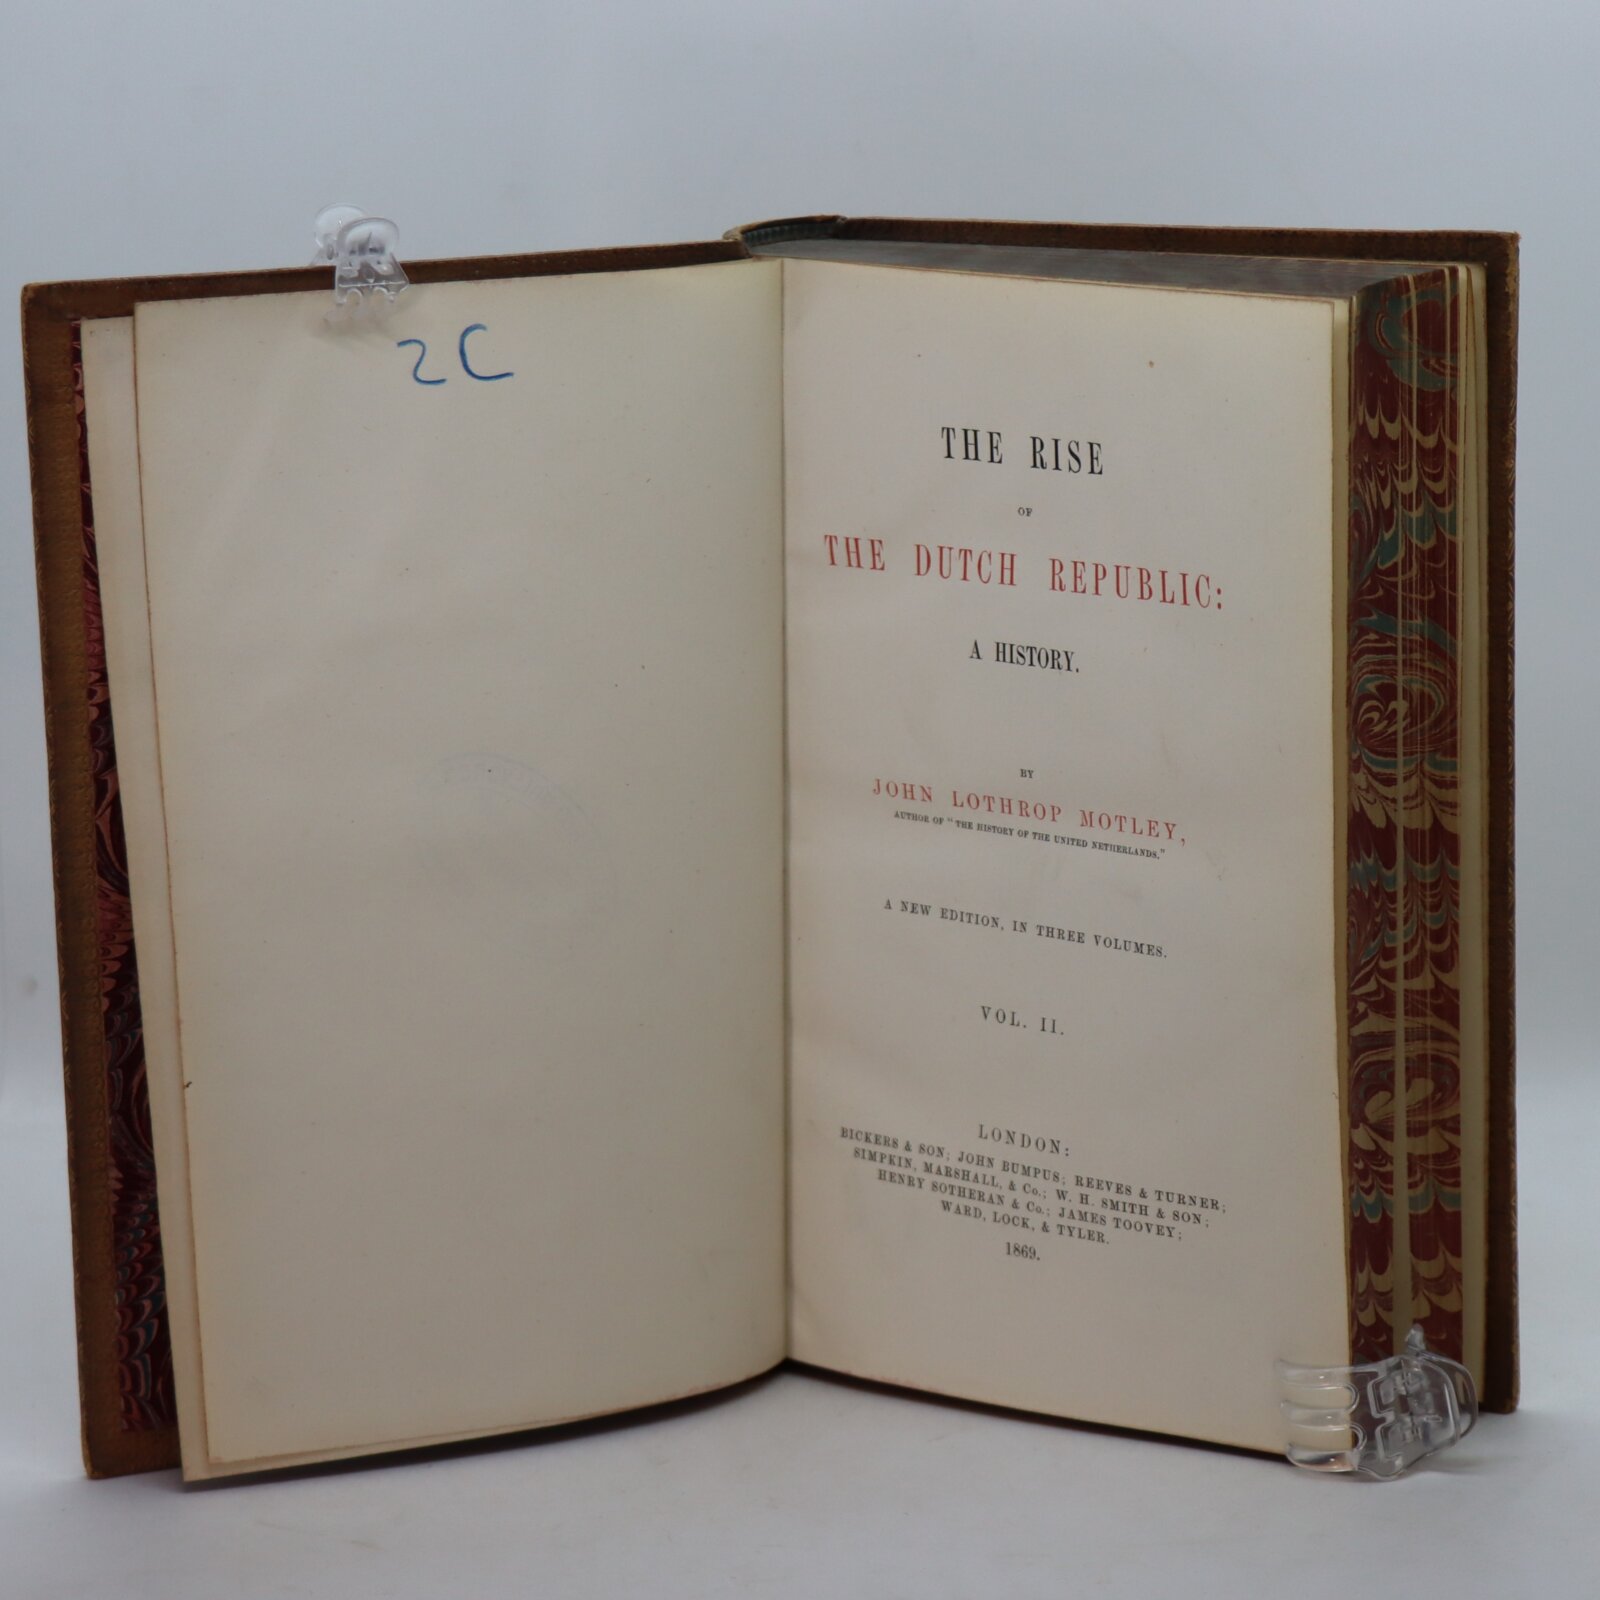 2C
THE RISE
OF
THE DUTCH REPUBLIC:
A HISTORY.
BY
JOHN LOTHROP MOTLEY,
AUTHOR OF "THE HISTORY OF THE UNITED NETHERLANDS."
A NEW EDITION, IN THREE VOLUMES.
VOL. II.
LONDON:
BICKERS & SON; JOHN BUMPUS; REEVES & TURNER;
SIMPKIN, MARSHALL, & Co.; W. H. SMITH & SON;
HENRY SOTHERAN & Co.; JAMES TOOVEY;
WARD, LOCK, & TYLER.
1869.